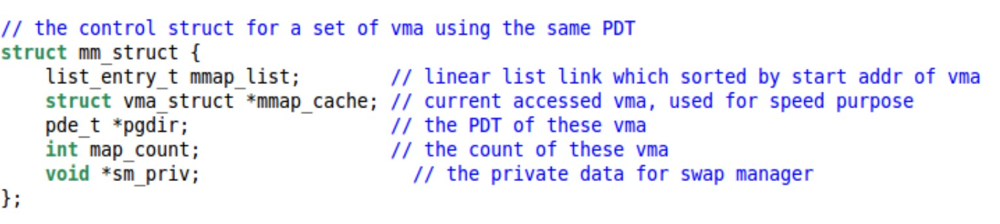 // the control struct for a set of vma using the same PDT
struct mm_struct {
    list_entry_t mmap_list;        // linear list link which sorted by start addr of vma
    struct vma_struct *mmap_cache; // current accessed vma, used for speed purpose
    pde_t *pgdir;                  // the PDT of these vma
    int map_count;                 // the count of these vma
    void *sm_priv;                   // the private data for swap manager
};